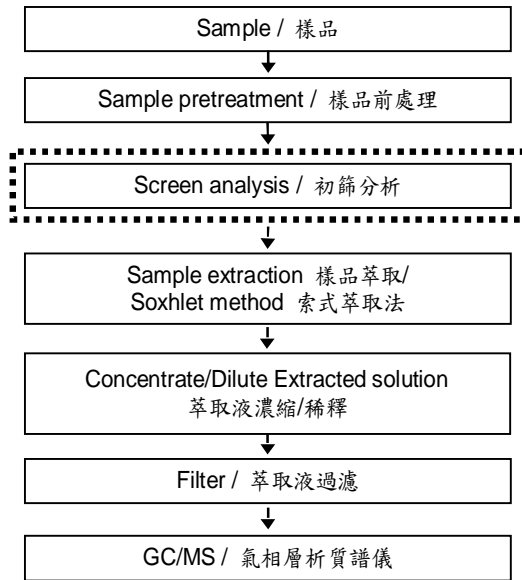 Sample / 樣品
Sample pretreatment / 樣品前處理
Screen analysis / 初篩分析
Sample extraction 樣品萃取/
Soxhlet method 索式萃取法
Concentrate/Dilute Extracted solution
萃取液濃縮/稀釋
Filter / 萃取液過濾
GC/MS / 氣相層析質譜儀